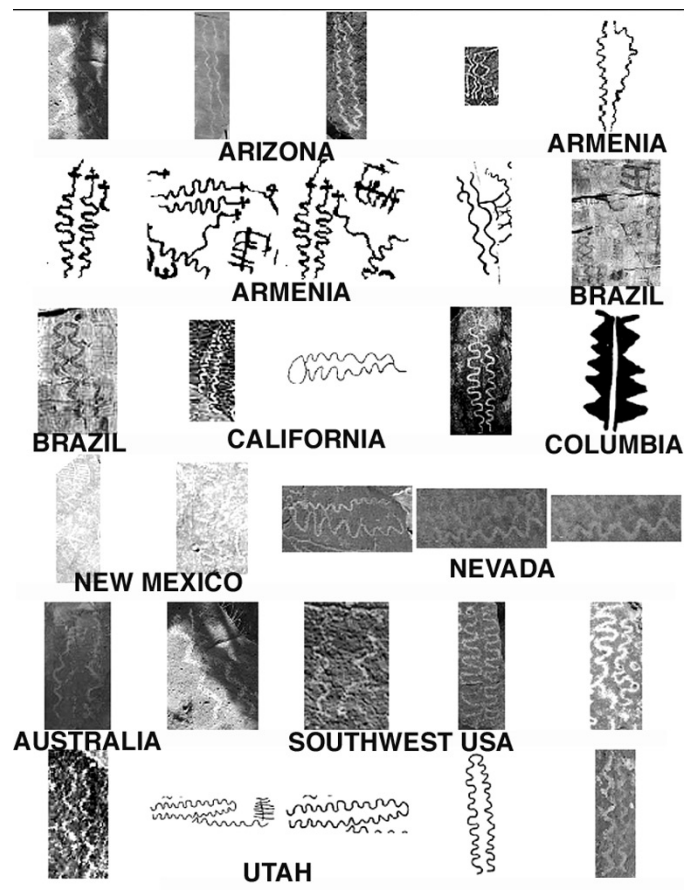 ARIZONA
ARMENIA
ARMENIA
BRAZIL
BRAZIL
CALIFORNIA
COLUMBIA
NEW MEXICO
NEVADA
AUSTRALIA
SOUTHWEST USA
UTAH